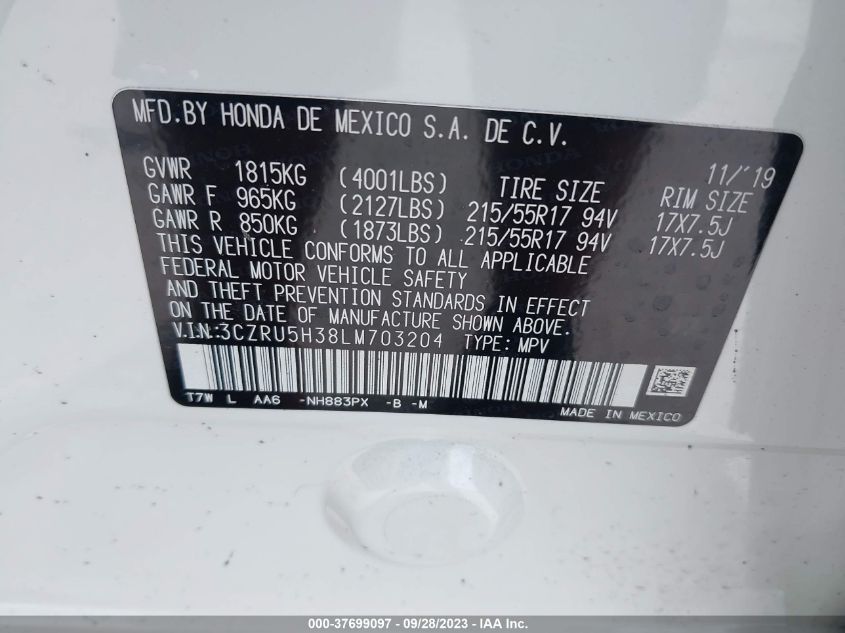 MFD.BY HONDA DE MEXICO S.A. DE C.V.
11/'19
GVWR 1815KG (4001LBS) TIRE SIZE RIM SIZE
GAWR F 965KG (2127LBS) 215/55R17 94V 17X7.5J
GAWR R 850KG (1873LBS) 215/55R17 94V 17X7.5J
THIS VEHICLE CONFORMS TO ALL APPLICABLE
FEDERAL MOTOR VEHICLE SAFETY
AND THEFT PREVENTION STANDARDS IN EFFECT
ON THE DATE OF MANUFACTURE SHOWN ABOVE.
V.I.N:3CZRU5H38LM703204 TYPE: MPV
T7W L AA6 -NH883PX -B -M
MADE IN MEXICO
000-37699097 - 09/28/2023 - IAA Inc.